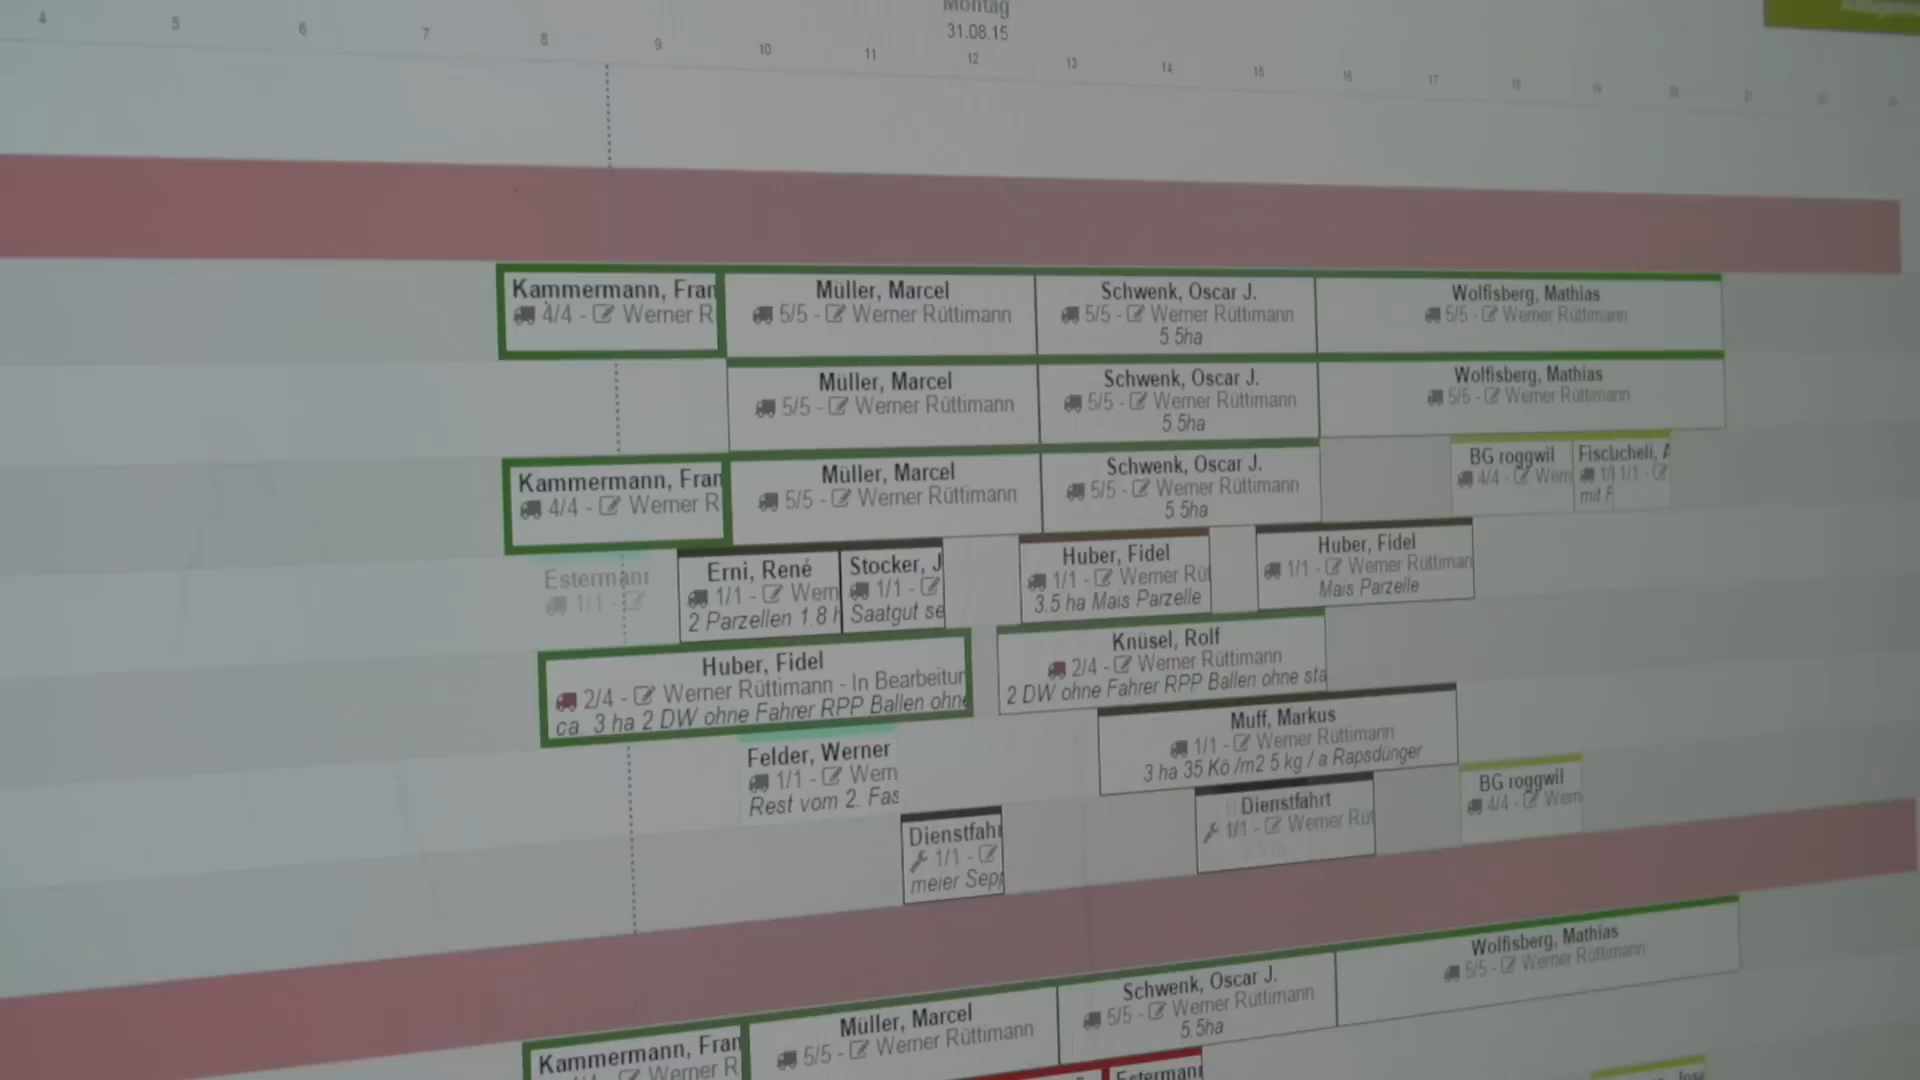 Montag
31.08.15
4 5 6 7 8 9 10 11 12 13 14 15 16 17 18 19 20 21
Kammermann, Fran
4/4 - Werner R
Müller, Marcel
5/5 - Werner Rüttimann
Schwenk, Oscar J.
5/5 - Werner Rüttimann
5.5ha
Wolfisberg, Mathias
5/5 - Werner Rüttimann
Müller, Marcel
5/5 - Werner Rüttimann
Schwenk, Oscar J.
5/5 - Werner Rüttimann
5.5ha
Wolfisberg, Mathias
5/5 - Werner Rüttimann
Kammermann, Fran
4/4 - Werner R
Müller, Marcel
5/5 - Werner Rüttimann
Schwenk, Oscar J.
5/5 - Werner Rüttimann
5.5ha
BG roggwil
4/4 - Wern
1/1 -
mit F
Estermann
1/1 -
Erni, René
1/1 - Wern
2 Parzellen 1.8 h
Stocker, J
1/1 -
Saatgut se
Huber, Fidel
1/1 - Werner Rüt
3.5 ha Mais Parzelle
Huber, Fidel
1/1 - Werner Rüttiman
Mais Parzelle
Huber, Fidel
2/4 - Werner Rüttimann - In Bearbeitun
ca. 3 ha 2 DW ohne Fahrer RPP Ballen ohne
Knüsel, Rolf
2/4 - Werner Rüttimann
2 DW ohne Fahrer RPP Ballen ohne sta
Felder, Werner
1/1 - Wern
Rest vom 2. Fas
Muff, Markus
1/1 - Werner Rüttimann
3 ha 35 Kö /m2 5 kg / a Rapsdünger
Dienstfahr
1/1 -
meier Sepp
Dienstfahrt
1/1 - Werner Rüt
BG roggwil
4/4 - Wern
Kammermann, Fran
Werner R
Müller, Marcel
5/5 - Werner Rüttimann
Schwenk, Oscar J.
5/5 - Werner Rüttimann
5.5ha
Wolfisberg, Mathias
5/5 - Werner Rüttimann
Estermann